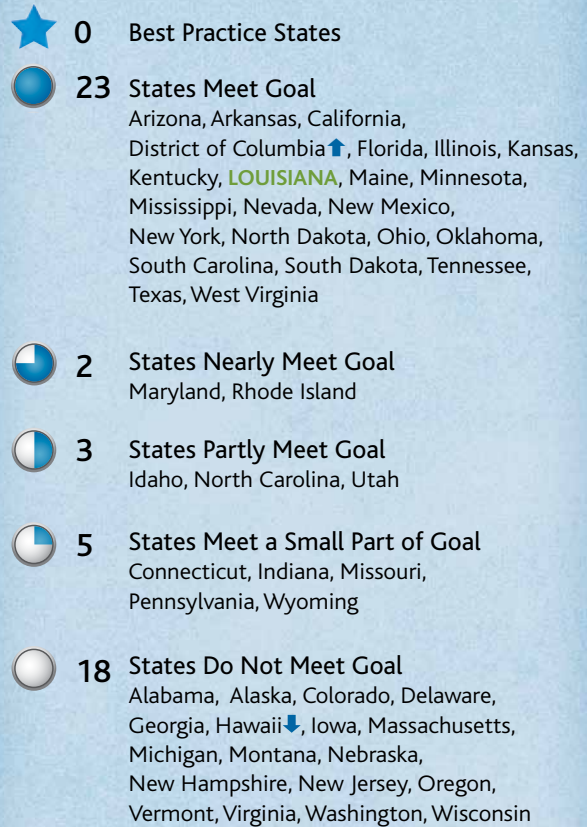 0 Best Practice States
23 States Meet Goal
Arizona, Arkansas, California,
District of Columbia⬆, Florida, Illinois, Kansas,
Kentucky, LOUISIANA, Maine, Minnesota,
Mississippi, Nevada, New Mexico,
New York, North Dakota, Ohio, Oklahoma,
South Carolina, South Dakota, Tennessee,
Texas, West Virginia
2 States Nearly Meet Goal
Maryland, Rhode Island
3 States Partly Meet Goal
Idaho, North Carolina, Utah
5 States Meet a Small Part of Goal
Connecticut, Indiana, Missouri,
Pennsylvania, Wyoming
18 States Do Not Meet Goal
Alabama, Alaska, Colorado, Delaware,
Georgia, Hawaii⬇, Iowa, Massachusetts,
Michigan, Montana, Nebraska,
New Hampshire, New Jersey, Oregon,
Vermont, Virginia, Washington, Wisconsin